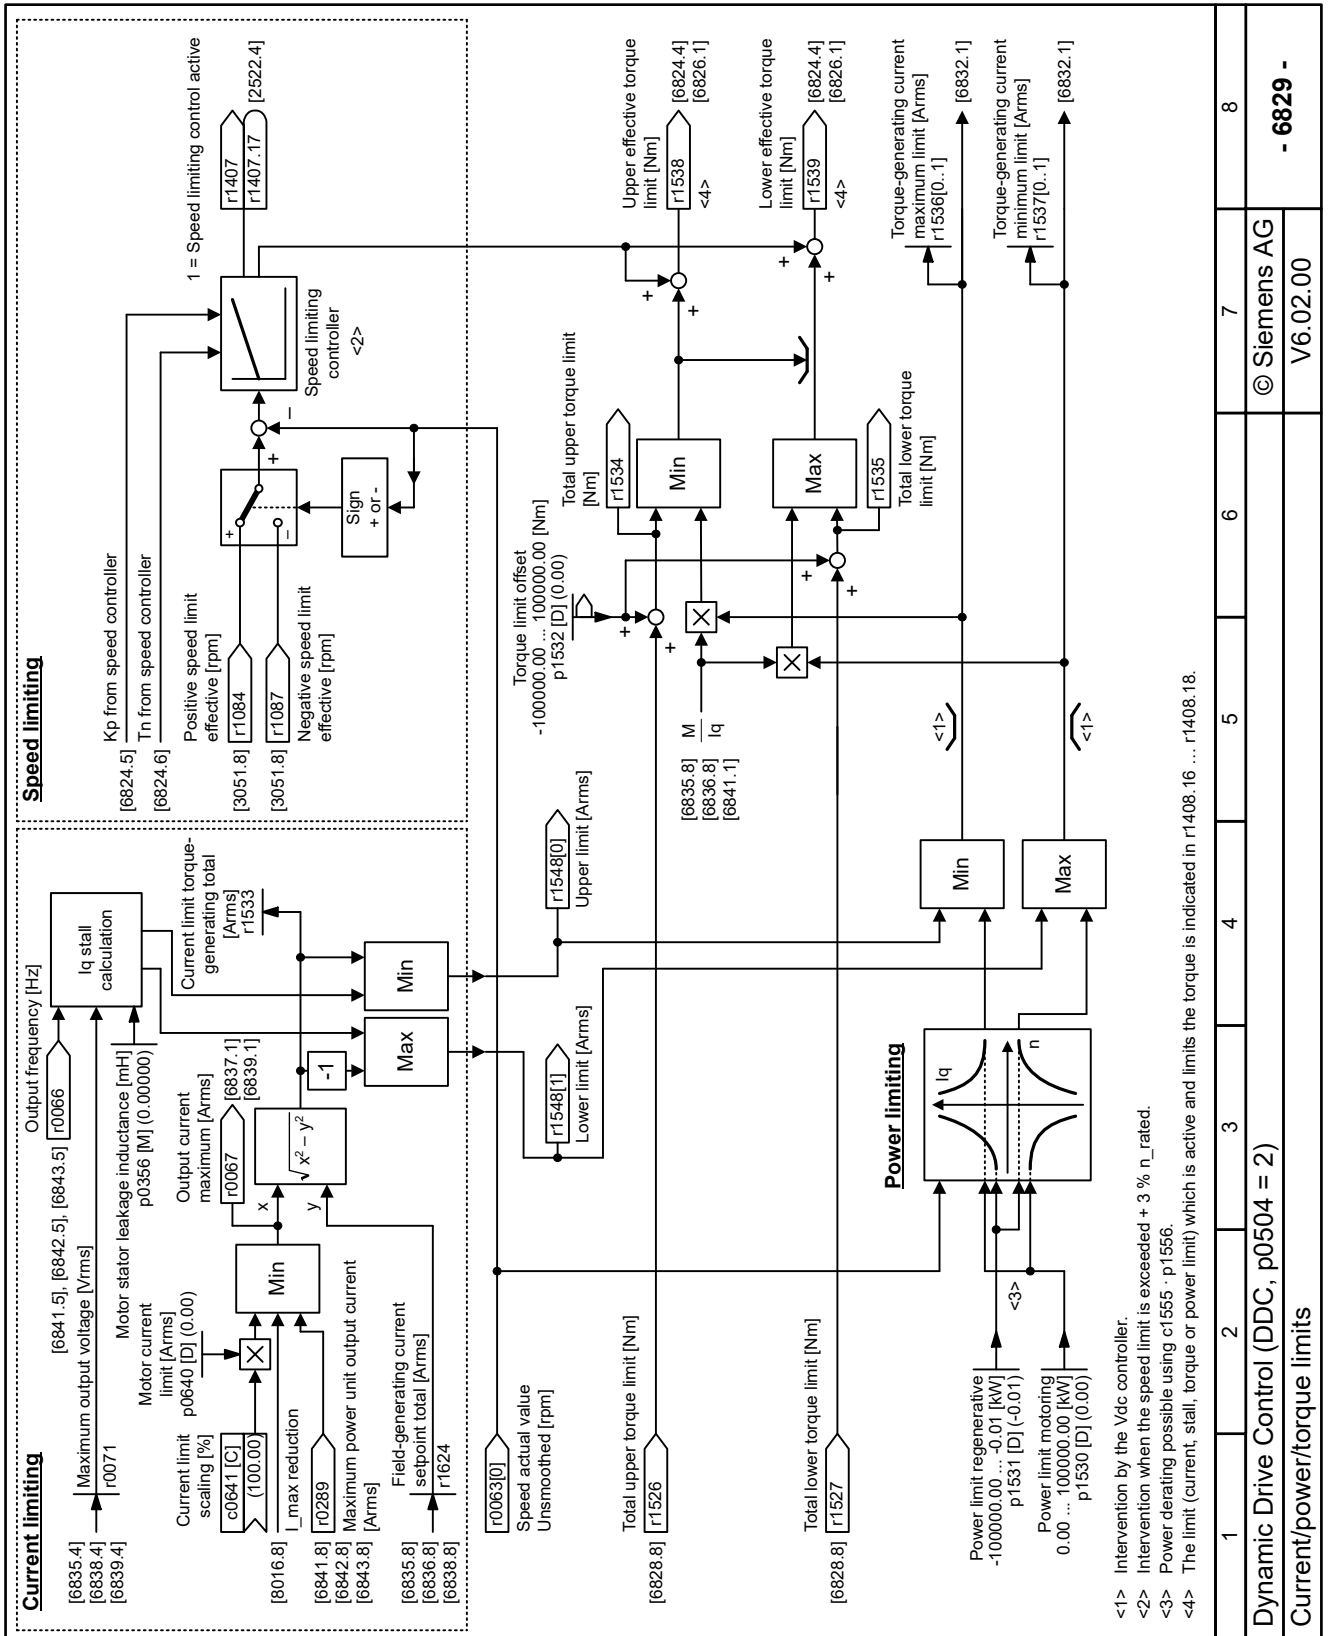 Current limiting
[6835.4]
[6838.4]
[6839.4]
Maximum output voltage [Vrms]
r0071
[6841.5], [6842.5], [6843.5]
Output frequency [Hz]
r0066
Motor stator leakage inductance [mH]
p0356 [M] (0.00000)
Iq stall
calculation
Current limit
scaling [%]
c0641 [C]
(100.00)
Motor current
limit [Arms]
p0640 [D] (0.00)
[8016.8]
I_max reduction
[6841.8]
[6842.8]
[6843.8]
r0289
Maximum power unit output current
[Arms]
Min
Output current
maximum [Arms]
r0067
[6837.1]
[6839.1]
x
y
√ x² – y²
Current limit torque-
generating total
[Arms]
r1533
-1
Max
Min
[6835.8]
[6836.8]
[6838.8]
Field-generating current
setpoint total [Arms]
r1624
Speed limiting
[6824.5]
Kp from speed controller
[6824.6]
Tn from speed controller
Positive speed limit
effective [rpm]
[3051.8]
r1084
[3051.8]
r1087
Negative speed limit
effective [rpm]
+
–
Sign
+ or -
+
–
Speed limiting
controller
<2>
1 = Speed limiting control active
r1407
r1407.17
[2522.4]
r0063[0]
Speed actual value
Unsmoothed [rpm]
r1548[1]
Lower limit [Arms]
r1548[0]
Upper limit [Arms]
Total upper torque limit [Nm]
[6828.8]
r1526
Torque limit offset
-100000.00 ... 100000.00 [Nm]
p1532 [D] (0.00)
+
+
Total upper torque limit
[Nm]
r1534
Min
+
+
Upper effective torque
limit [Nm]
r1538
<4>
[6824.4]
[6826.1]
[6835.8]
[6836.8]
[6841.1]
M
Iq
Total lower torque limit [Nm]
[6828.8]
r1527
+
+
Max
r1535
Total lower torque
limit [Nm]
+
+
Lower effective torque
limit [Nm]
r1539
<4>
[6824.4]
[6826.1]
Power limiting
Iq
n
Power limit regenerative
-100000.00 ... -0.01 [kW]
p1531 [D] (-0.01)
Power limit motoring
0.00 ... 100000.00 [kW]
p1530 [D] (0.00)
<3>
Min
Max
<1>
<1>
Torque-generating current
maximum limit [Arms]
r1536[0..1]
[6832.1]
Torque-generating current
minimum limit [Arms]
r1537[0..1]
[6832.1]
<1> Intervention by the Vdc controller.
<2> Intervention when the speed limit is exceeded + 3 % n_rated.
<3> Power derating possible using c1555 · p1556.
<4> The limit (current, stall, torque or power limit) which is active and limits the torque is indicated in r1408.16 ... r1408.18.
1 2 3 4 5 6 7 8
Dynamic Drive Control (DDC, p0504 = 2)
© Siemens AG
- 6829 -
Current/power/torque limits
V6.02.00